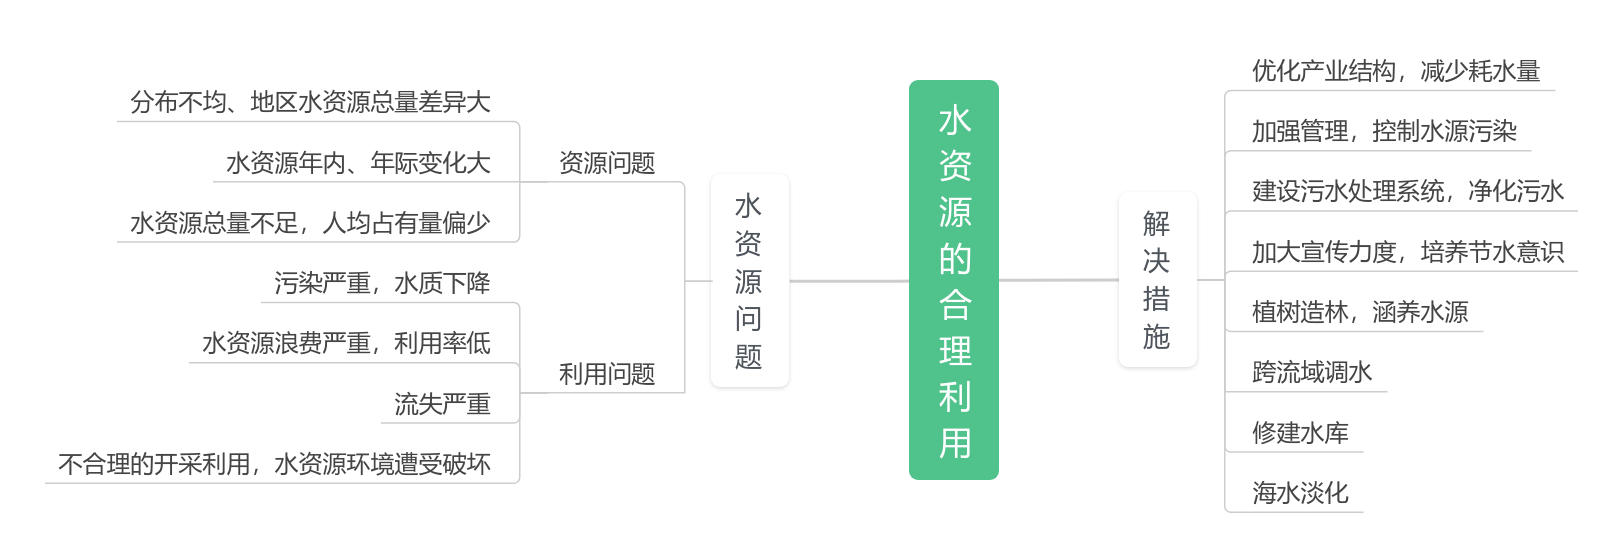 水资源的合理利用
水资源问题
资源问题
分布不均、地区水资源总量差异大
水资源年内、年际变化大
水资源总量不足，人均占有量偏少
利用问题
污染严重，水质下降
水资源浪费严重，利用率低
流失严重
不合理的开采利用，水资源环境遭受破坏
解决措施
优化产业结构，减少耗水量
加强管理，控制水源污染
建设污水处理系统，净化污水
加大宣传力度，培养节水意识
植树造林，涵养水源
跨流域调水
修建水库
海水淡化